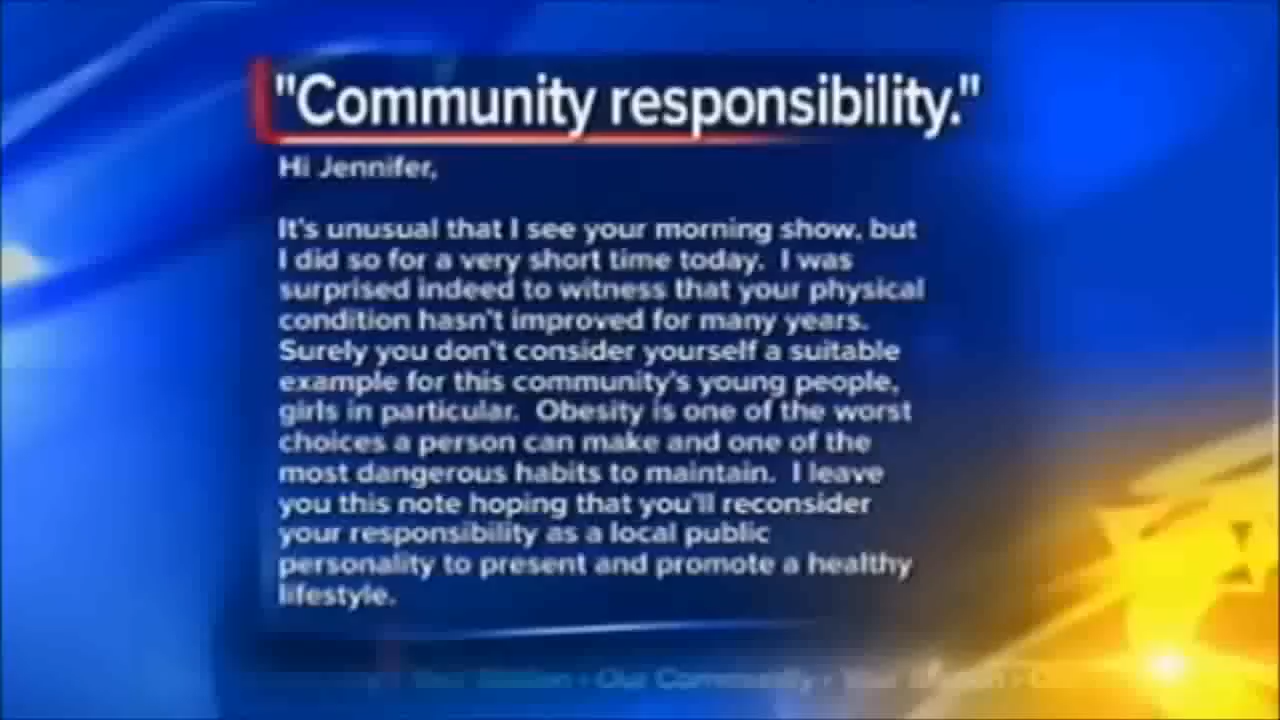 "Community responsibility."
Hi Jennifer,
It's unusual that I see your morning show, but
I did so for a very short time today.  I was
surprised indeed to witness that your physical
condition hasn't improved for many years.
Surely you don't consider yourself a suitable
example for this community's young people,
girls in particular.  Obesity is one of the worst
choices a person can make and one of the
most dangerous habits to maintain.  I leave
you this note hoping that you'll reconsider
your responsibility as a local public
personality to present and promote a healthy
lifestyle.
• Our Community •